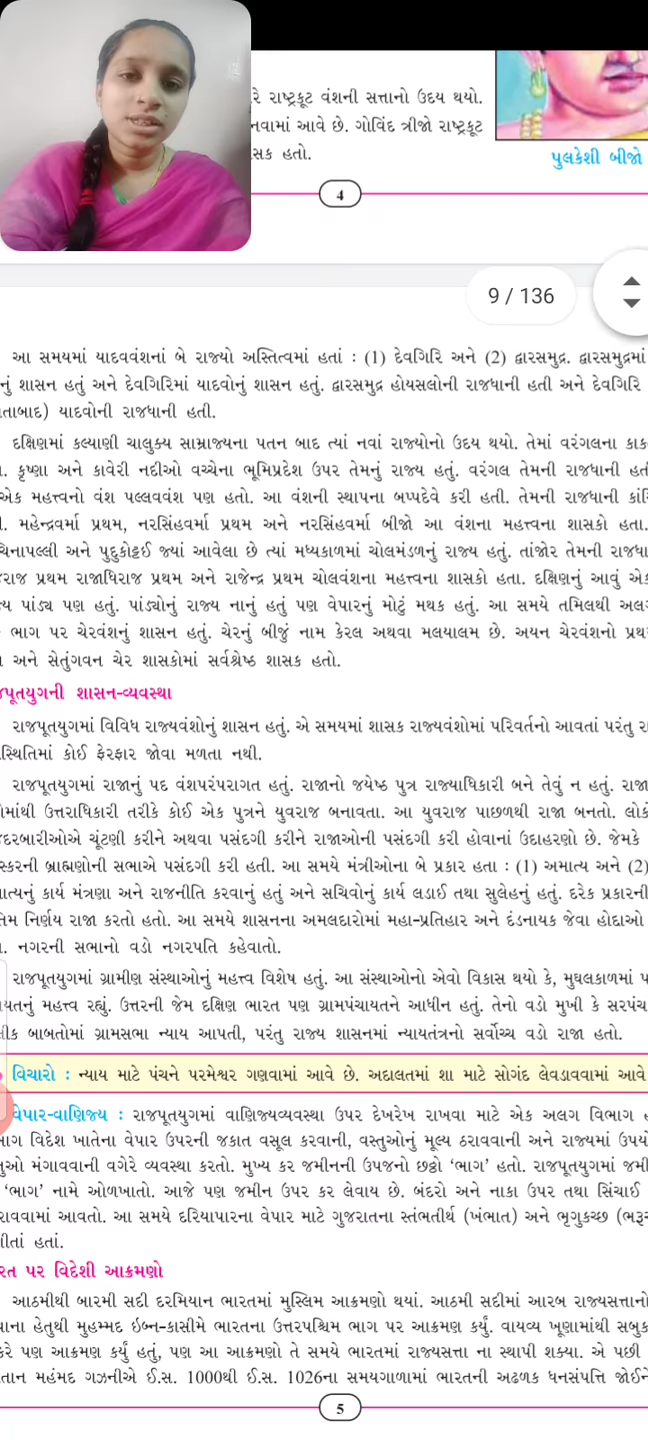 રે રાષ્ટ્રકૂટ વંશની સત્તાનો ઉદય થયો.
નવામાં આવે છે. ગોવિંદ ત્રીજો રાષ્ટ્રકૂટ
સક હતો.
પુલકેશી બીજો
4
9 / 136
આ સમયમાં યાદવવંશનાં બે રાજ્યો અસ્તિત્વમાં હતાં : (1) દેવગિરિ અને (2) દ્વારસમુદ્ર. દ્વારસમુદ્રમાં
નું શાસન હતું અને દેવગિરિમાં યાદવોનું શાસન હતું. દ્વારસમુદ્ર હોયસલોની રાજધાની હતી અને દેવગિરિ
તાબાદ) યાદવોની રાજધાની હતી.
દક્ષિણમાં કલ્યાણી ચાલુક્ય સામ્રાજ્યના પતન બાદ ત્યાં નવાં રાજ્યોનો ઉદય થયો. તેમાં વરંગલના કાક
. કૃષ્ણા અને કાવેરી નદીઓ વચ્ચેના ભૂમિપ્રદેશ ઉપર તેમનું રાજ્ય હતું. વરંગલ તેમની રાજધાની હતી
એક મહત્ત્વનો વંશ પલ્લવવંશ પણ હતો. આ વંશની સ્થાપના બપ્પદેવે કરી હતી. તેમની રાજધાની કાંચિ
ી. મહેન્દ્રવર્મા પ્રથમ, નરસિંહવર્મા પ્રથમ અને નરસિંહવર્મા બીજો આ વંશના મહત્ત્વના શાસકો હતા.
ચિનાપલ્લી અને પુદુકોટ્ટઈ જ્યાં આવેલા છે ત્યાં મધ્યકાળમાં ચોલમંડળનું રાજ્ય હતું. તાંજોર તેમની રાજધા
જરાજ પ્રથમ રાજાધિરાજ પ્રથમ અને રાજેન્દ્ર પ્રથમ ચોલવંશના મહત્ત્વના શાસકો હતા. દક્ષિણનું આવું એક
ય પાંડ્ય પણ હતું. પાંડ્યોનું રાજ્ય નાનું હતું પણ વેપારનું મોટું મથક હતું. આ સમયે તમિલથી અલ
ભાગ પર ચેરવંશનું શાસન હતું. ચેરનું બીજું નામ કેરલ અથવા મલયાલમ છે. અયન ચેરવંશનો પ્રથ
અને સેતુંગવન ચેર શાસકોમાં સર્વશ્રેષ્ઠ શાસક હતો.
જપૂતયુગની શાસન-વ્યવસ્થા
રાજપૂતયુગમાં વિવિધ રાજ્યવંશોનું શાસન હતું. એ સમયમાં શાસક રાજ્યવંશોમાં પરિવર્તનો આવતાં પરંતુ રા
સ્થિતિમાં કોઈ ફેરફાર જોવા મળતા નથી.
રાજપૂતયુગમાં રાજાનું પદ વંશપરંપરાગત હતું. રાજાનો જયેષ્ઠ પુત્ર રાજ્યાધિકારી બને તેવું ન હતું. રાજા
ોમાંથી ઉત્તરાધિકારી તરીકે કોઈ એક પુત્રને યુવરાજ બનાવતા. આ યુવરાજ પાછળથી રાજા બનતો. લોકો
જદરબારીઓએ ચૂંટણી કરીને અથવા પસંદગી કરીને રાજાઓની પસંદગી કરી હોવાનાં ઉદાહરણો છે. જેમકે
સ્કરની બ્રાહ્મણોની સભાએ પસંદગી કરી હતી. આ સમયે મંત્રીઓના બે પ્રકાર હતા : (1) અમાત્ય અને (2)
ાત્યનું કાર્ય મંત્રણા અને રાજનીતિ કરવાનું હતું અને સચિવોનું કાર્ય લડાઈ તથા સુલેહનું હતું. દરેક પ્રકારની
તિમ નિર્ણય રાજા કરતો હતો. આ સમયે શાસનના અમલદારોમાં મહા-પ્રતિહાર અને દંડનાયક જેવા હોદાઓ
. નગરની સભાનો વડો નગરપતિ કહેવાતો.
રાજપૂતયુગમાં ગ્રામીણ સંસ્થાઓનું મહત્ત્વ વિશેષ હતું. આ સંસ્થાઓનો એવો વિકાસ થયો કે, મુઘલકાળમાં પ
ાયતનું મહત્ત્વ રહ્યું. ઉત્તરની જેમ દક્ષિણ ભારત પણ ગ્રામપંચાયતને આધીન હતું. તેનો વડો મુખી કે સરપંચ
લીક બાબતોમાં ગ્રામસભા ન્યાય આપતી, પરંતુ રાજ્ય શાસનમાં ન્યાયતંત્રનો સર્વોચ્ચ વડો રાજા હતો.
વિચારો : ન્યાય માટે પંચને પરમેશ્વર ગણવામાં આવે છે. અદાલતમાં શા માટે સોગંદ લેવડાવવામાં આવે
વેપાર-વાણિજ્ય : રાજપૂતયુગમાં વાણિજ્યવ્યવસ્થા ઉપર દેખરેખ રાખવા માટે એક અલગ વિભાગ હ
ભાગ વિદેશ ખાતેના વેપાર ઉપરની જકાત વસૂલ કરવાની, વસ્તુઓનું મૂલ્ય ઠરાવવાની અને રાજ્યમાં ઉપયો
તુઓ મંગાવવાની વગેરે વ્યવસ્થા કરતો. મુખ્ય કર જમીનની ઉપજનો છઠ્ઠો ‘ભાગ’ હતો. રાજપૂતયુગમાં જમી
‘ભાગ’ નામે ઓળખાતો. આજે પણ જમીન ઉપર કર લેવાય છે. બંદરો અને નાકા ઉપર તથા સિંચાઈ
રાવવામાં આવતો. આ સમયે દરિયાપારના વેપાર માટે ગુજરાતના સ્તંભતીર્થ (ખંભાત) અને ભૃગુકચ્છ (ભરૂચ
ણીતાં હતાં.
રત પર વિદેશી આક્રમણો
આઠમીથી બારમી સદી દરમિયાન ભારતમાં મુસ્લિમ આક્રમણો થયાં. આઠમી સદીમાં આરબ રાજ્યસત્તાનો
ાના હેતુથી મુહમ્મદ ઇબ્ન-કાસીમે ભારતના ઉત્તરપશ્ચિમ ભાગ પર આક્રમણ કર્યું. વાયવ્ય ખૂણામાંથી સબુક
કરે પણ આક્રમણ કર્યું હતું, પણ આ આક્રમણો તે સમયે ભારતમાં રાજ્યસત્તા ના સ્થાપી શક્યા. એ પછી
તાન મહંમદ ગઝનીએ ઈ.સ. 1000થી ઈ.સ. 1026ના સમયગાળામાં ભારતની અઢળક ધનસંપત્તિ જોઈને
5